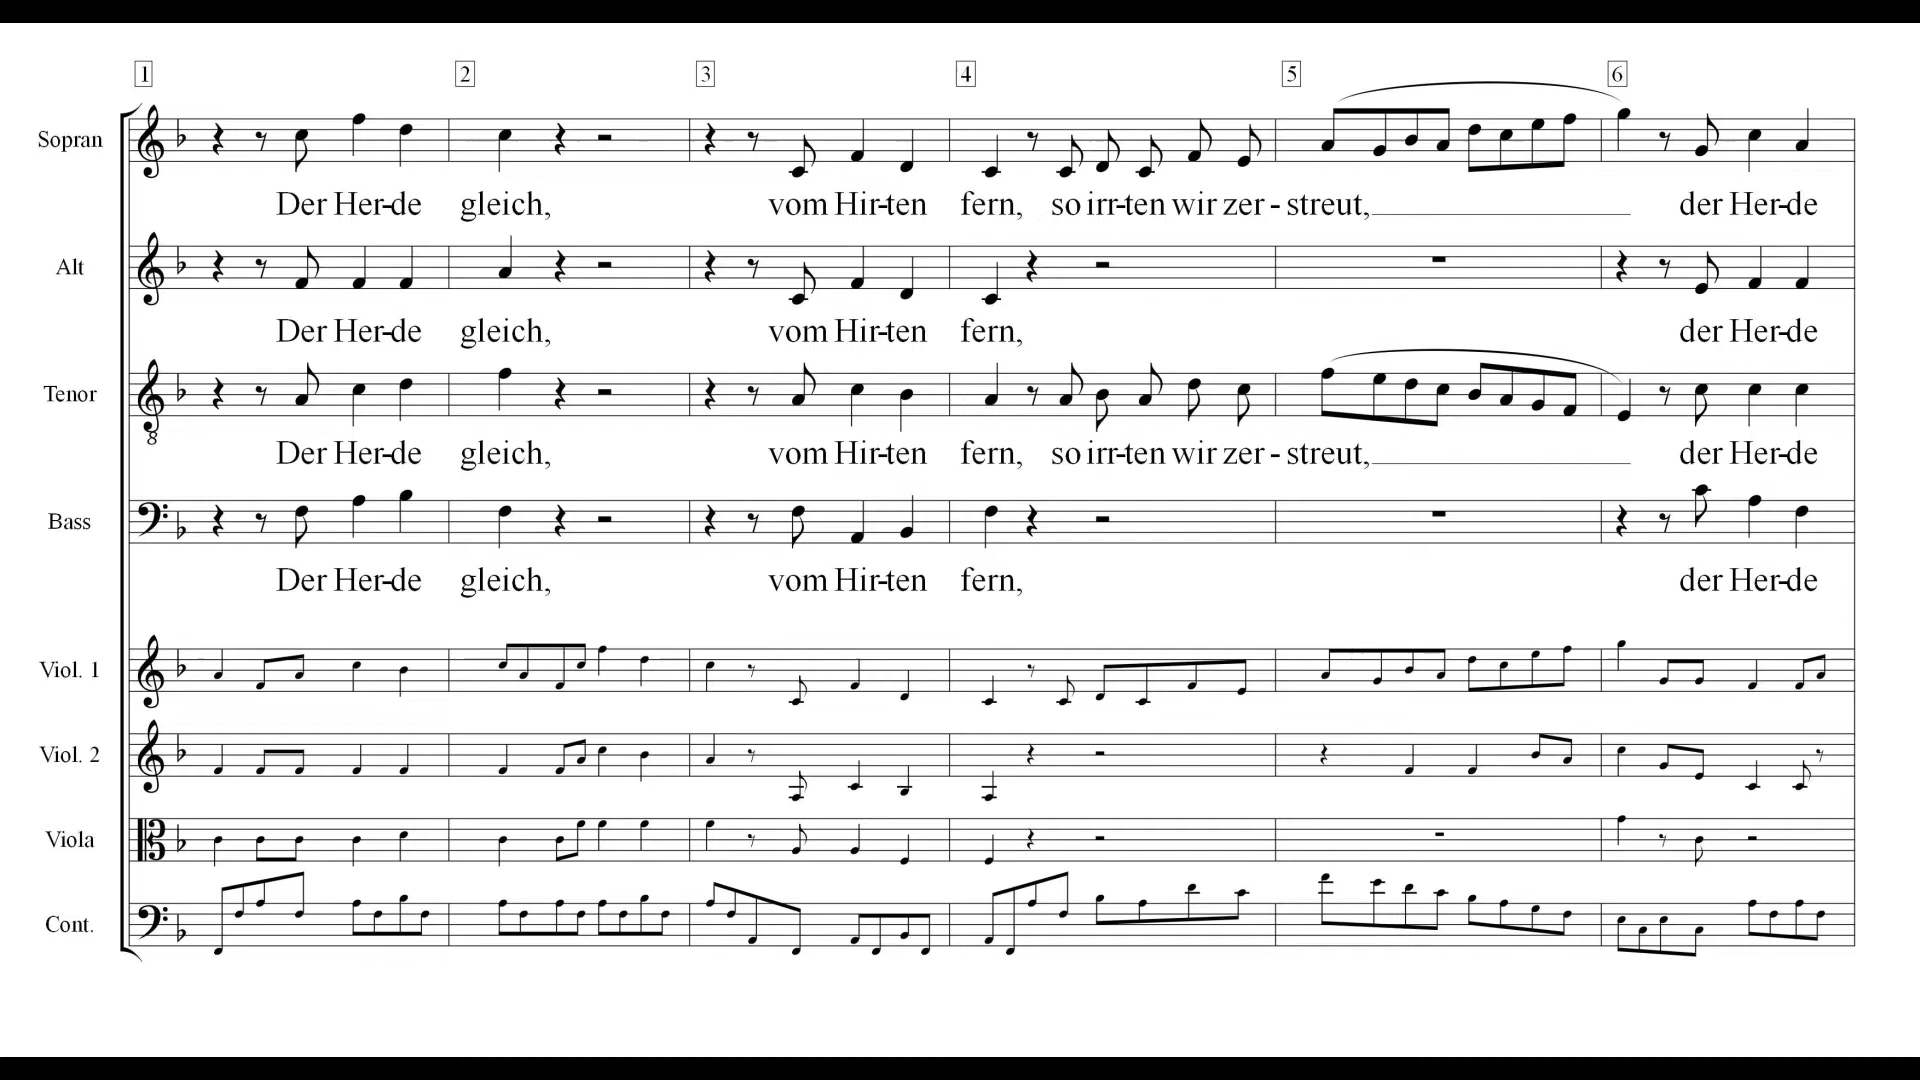 1 2 3 4 5 6
Sopran
Der Her-de gleich, vom Hir-ten fern, so irr-ten wir zer-streut, der Her-de
Alt
Der Her-de gleich, vom Hir-ten fern, der Her-de
Tenor
8
Der Her-de gleich, vom Hir-ten fern, so irr-ten wir zer-streut, der Her-de
Bass
Der Her-de gleich, vom Hir-ten fern, der Her-de
Viol. 1
Viol. 2
Viola
Cont.